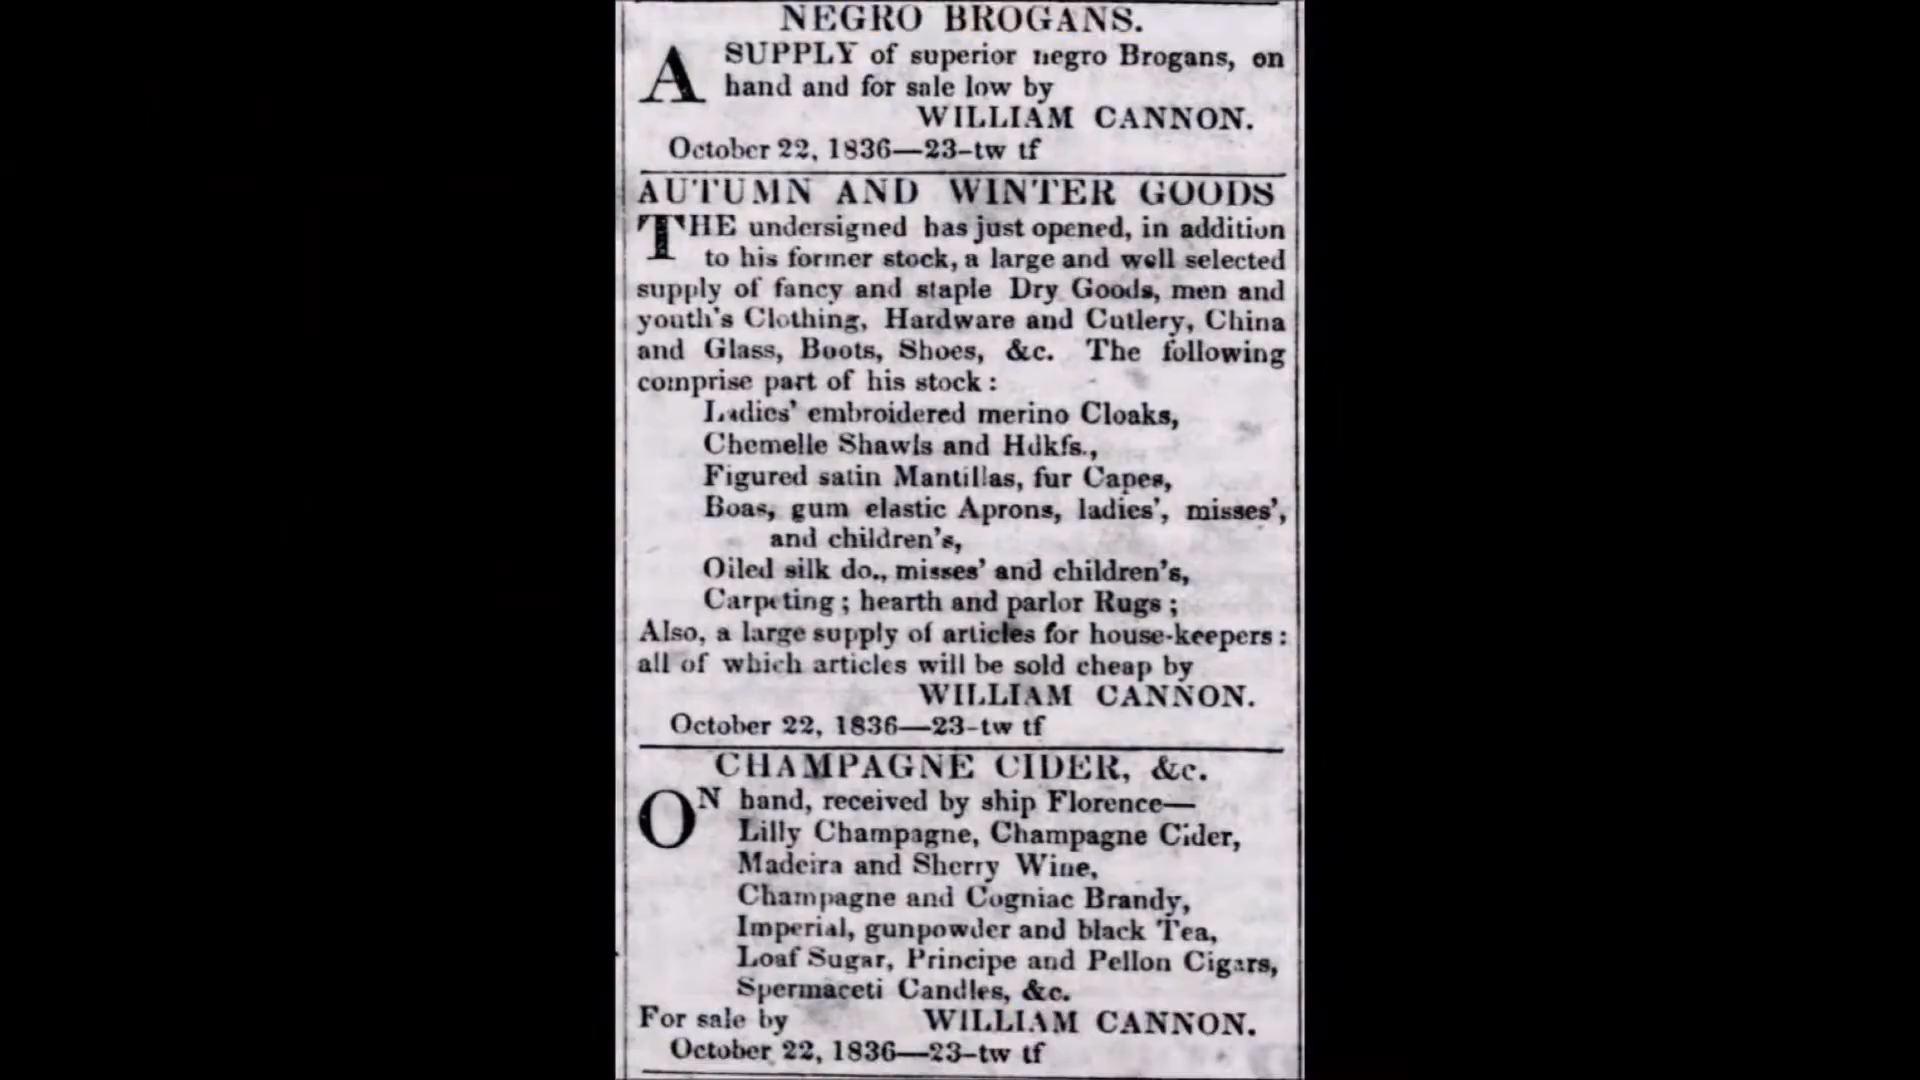 NEGRO BROGANS.
A SUPPLY of superior negro Brogans, on
hand and for sale low by
WILLIAM CANNON.
October 22, 1836—23-tw tf
AUTUMN AND WINTER GOODS
THE undersigned has just opened, in addition
to his former stock, a large and well selected
supply of fancy and staple Dry Goods, men and
youth's Clothing, Hardware and Cutlery, China
and Glass, Boots, Shoes, &c. The following
comprise part of his stock:
Ladies' embroidered merino Cloaks,
Chemelle Shawls and Hdkfs.,
Figured satin Mantillas, fur Capes,
Boas, gum elastic Aprons, ladies', misses',
and children's,
Oiled silk do., misses' and children's,
Carpeting; hearth and parlor Rugs;
Also, a large supply of articles for house-keepers:
all of which articles will be sold cheap by
WILLIAM CANNON.
October 22, 1836—23-tw tf
CHAMPAGNE CIDER, &c.
ON hand, received by ship Florence—
Lilly Champagne, Champagne Cider,
Madeira and Sherry Wine,
Champagne and Cogniac Brandy,
Imperial, gunpowder and black Tea,
Loaf Sugar, Principe and Pellon Cigars,
Spermaceti Candles, &c.
For sale by WILLIAM CANNON.
October 22, 1836—23-tw tf